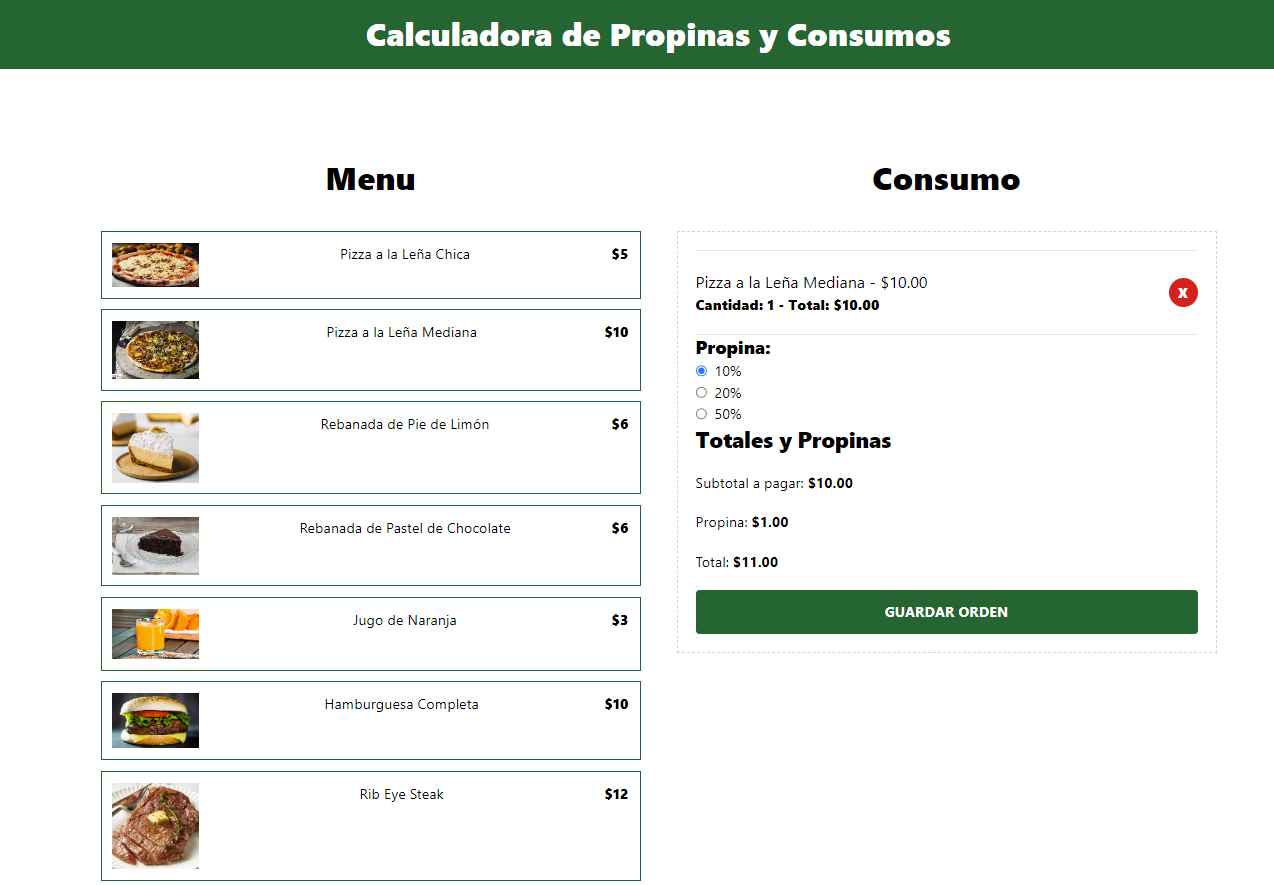 Calculadora de Propinas y Consumos
Menu
Pizza a la Leña Chica $5
Pizza a la Leña Mediana $10
Rebanada de Pie de Limón $6
Rebanada de Pastel de Chocolate $6
Jugo de Naranja $3
Hamburguesa Completa $10
Rib Eye Steak $12
Consumo
Pizza a la Leña Mediana - $10.00
Cantidad: 1 - Total: $10.00
X
Propina:
10%
20%
50%
Totales y Propinas
Subtotal a pagar: $10.00
Propina: $1.00
Total: $11.00
GUARDAR ORDEN